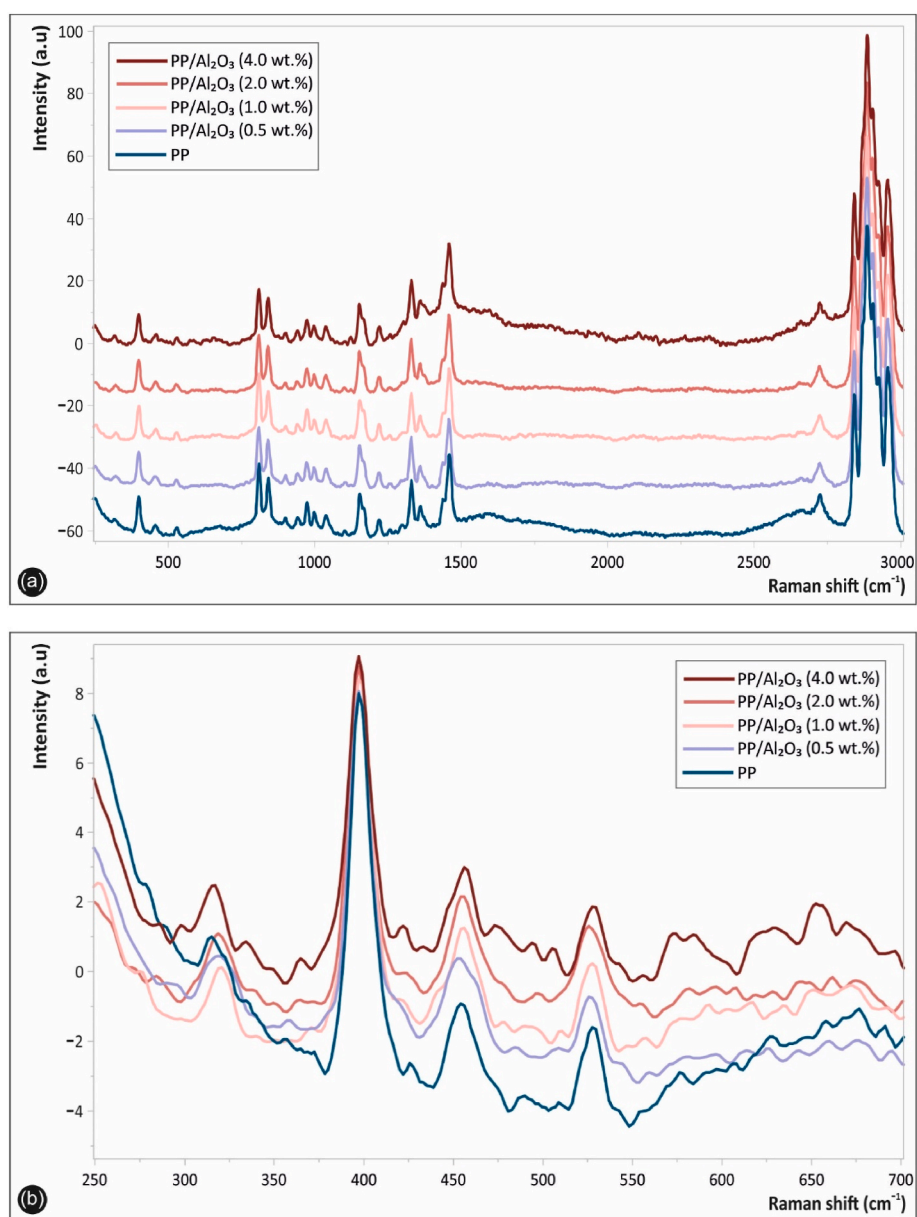 100
80
60
40
20
0
−20
−40
−60
Intensity (a.u)
PP/Al₂O₃ (4.0 wt.%)
PP/Al₂O₃ (2.0 wt.%)
PP/Al₂O₃ (1.0 wt.%)
PP/Al₂O₃ (0.5 wt.%)
PP
500 1000 1500 2000 2500 3000
(a)
Raman shift (cm⁻¹)
8
6
4
2
0
−2
−4
Intensity (a.u)
PP/Al₂O₃ (4.0 wt.%)
PP/Al₂O₃ (2.0 wt.%)
PP/Al₂O₃ (1.0 wt.%)
PP/Al₂O₃ (0.5 wt.%)
PP
250 300 350 400 450 500 550 600 650 700
(b)
Raman shift (cm⁻¹)